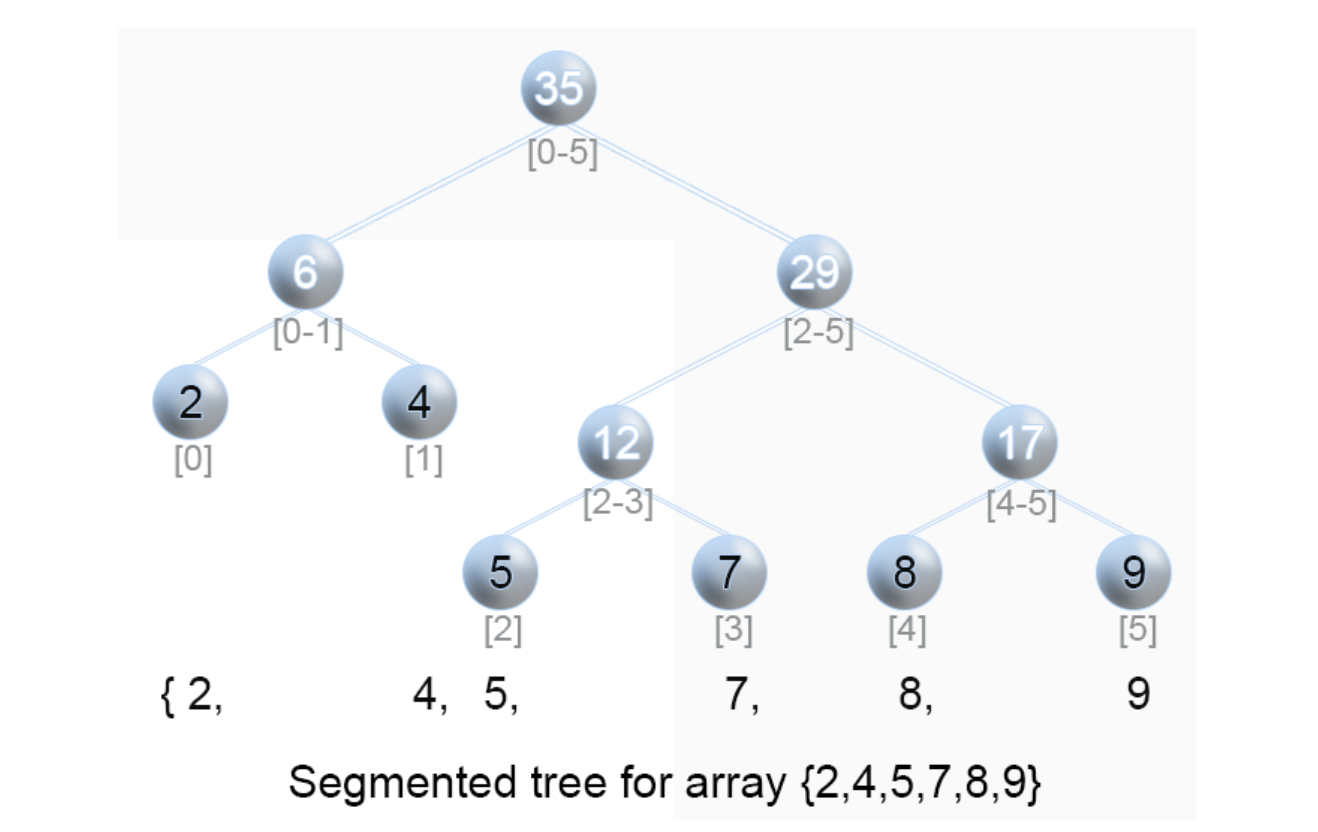 35
[0-5]
6 29
[0-1] [2-5]
2 4
[0] [1]
12 17
[2-3] [4-5]
5 7 8 9
[2] [3] [4] [5]
{ 2, 4, 5, 7, 8, 9
Segmented tree for array {2,4,5,7,8,9}